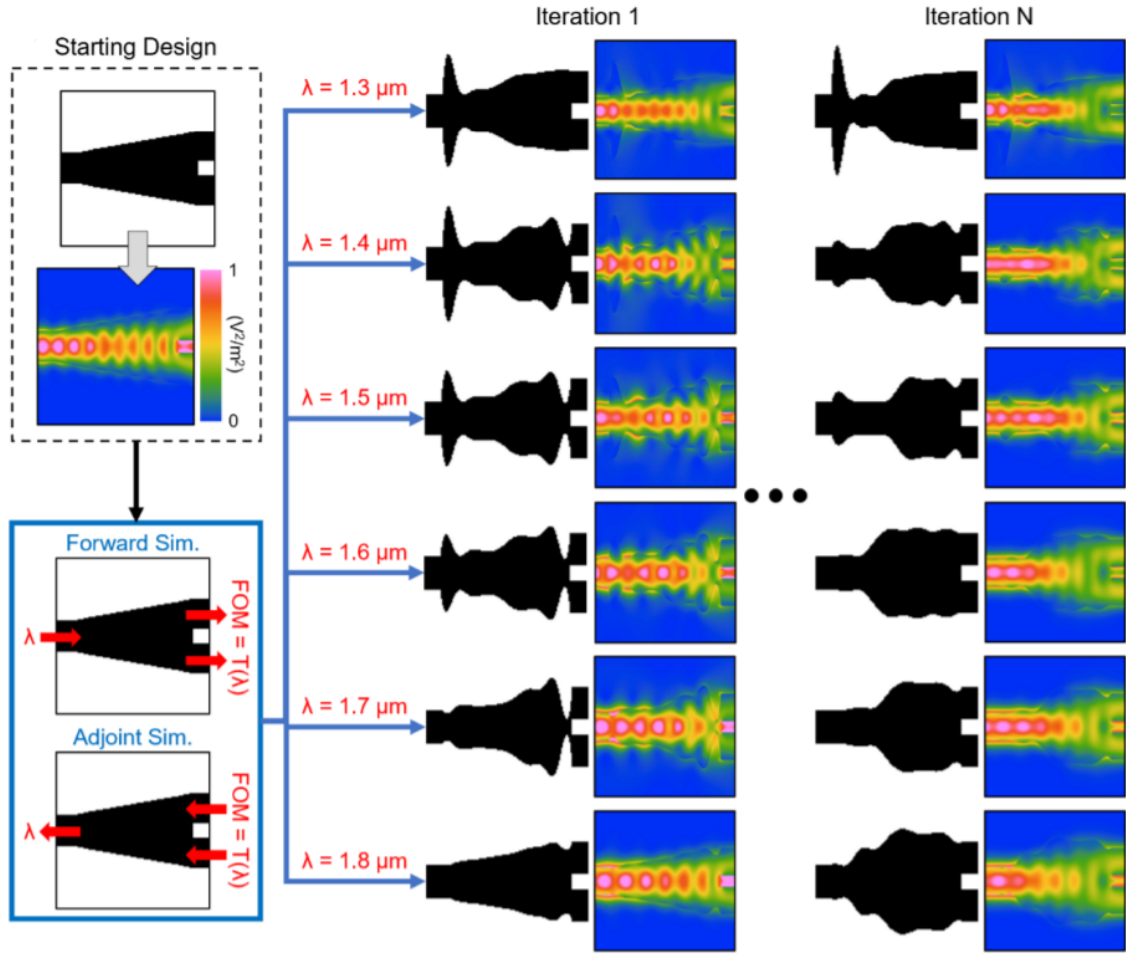 Starting Design
1
(V²/m²)
0
Forward Sim.
λ
FOM = T(λ)
Adjoint Sim.
λ
FOM = T(λ)
Iteration 1
Iteration N
λ = 1.3 µm
λ = 1.4 µm
λ = 1.5 µm
λ = 1.6 µm
λ = 1.7 µm
λ = 1.8 µm